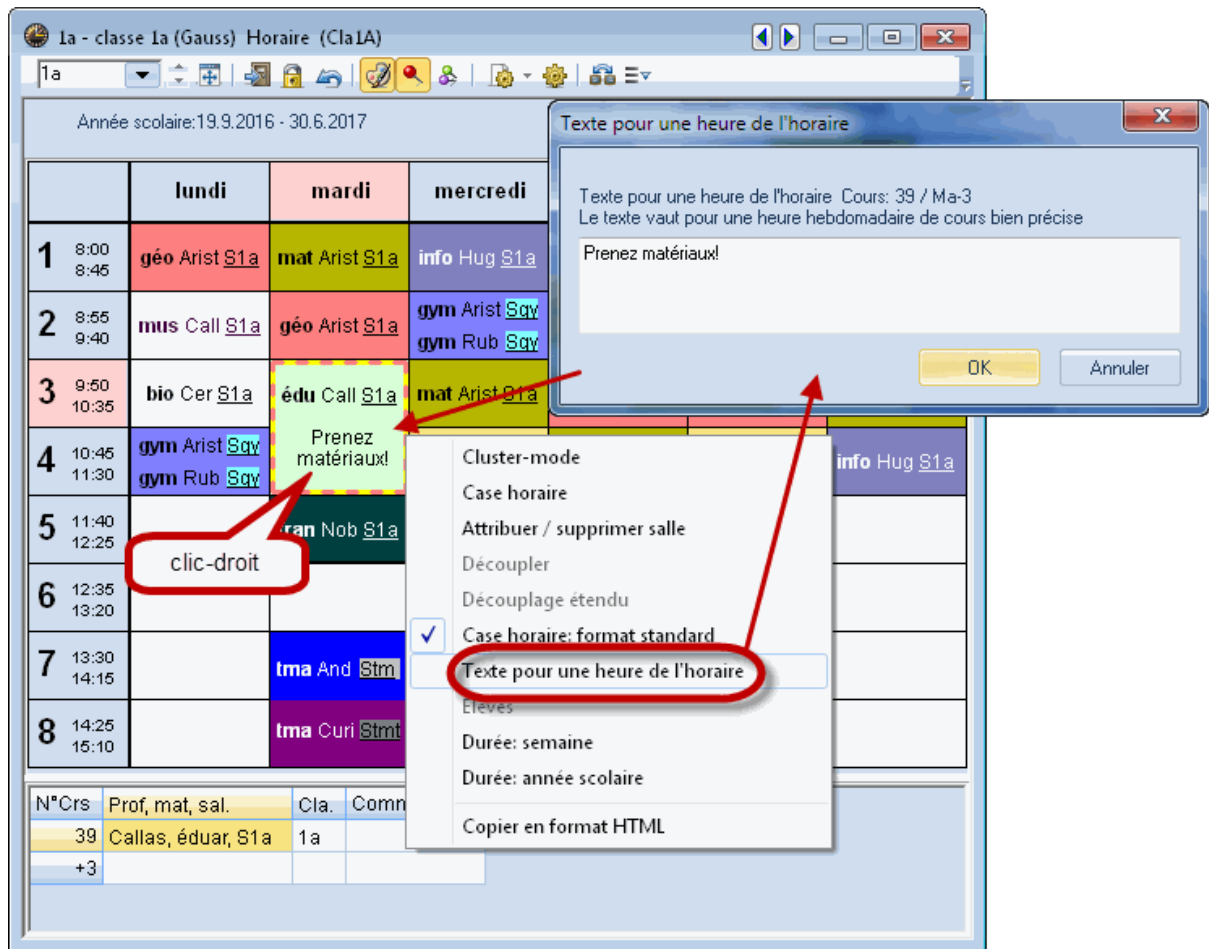 1a - classe 1a (Gauss) Horaire (Cla1A)
1a
Année scolaire:19.9.2016 - 30.6.2017
lundi mardi mercredi
1 8:00 8:45 géo Arist S1a mat Arist S1a info Hug S1a
2 8:55 9:40 mus Call S1a géo Arist S1a gym Arist Sgy
gym Rub Sgy
3 9:50 10:35 bio Cer S1a édu Call S1a mat Arist S1a
Prenez
matériaux!
4 10:45 11:30 gym Arist Sgy info Hug S1a
gym Rub Sgy
5 11:40 12:25 ran Nob S1a
clic-droit
6 12:35 13:20
7 13:30 14:15 tma And Stm
8 14:25 15:10 tma Curi Stmt
Texte pour une heure de l'horaire
Texte pour une heure de l'horaire Cours: 39 / Ma-3
Le texte vaut pour une heure hebdomadaire de cours bien précise
Prenez matériaux!
OK Annuler
Cluster-mode
Case horaire
Attribuer / supprimer salle
Découpler
Découplage étendu
Case horaire: format standard
Texte pour une heure de l'horaire
Elèves
Durée: semaine
Durée: année scolaire
Copier en format HTML
N°Crs Prof, mat, sal. Cla. Comn
39 Callas, éduar, S1a 1a
+3